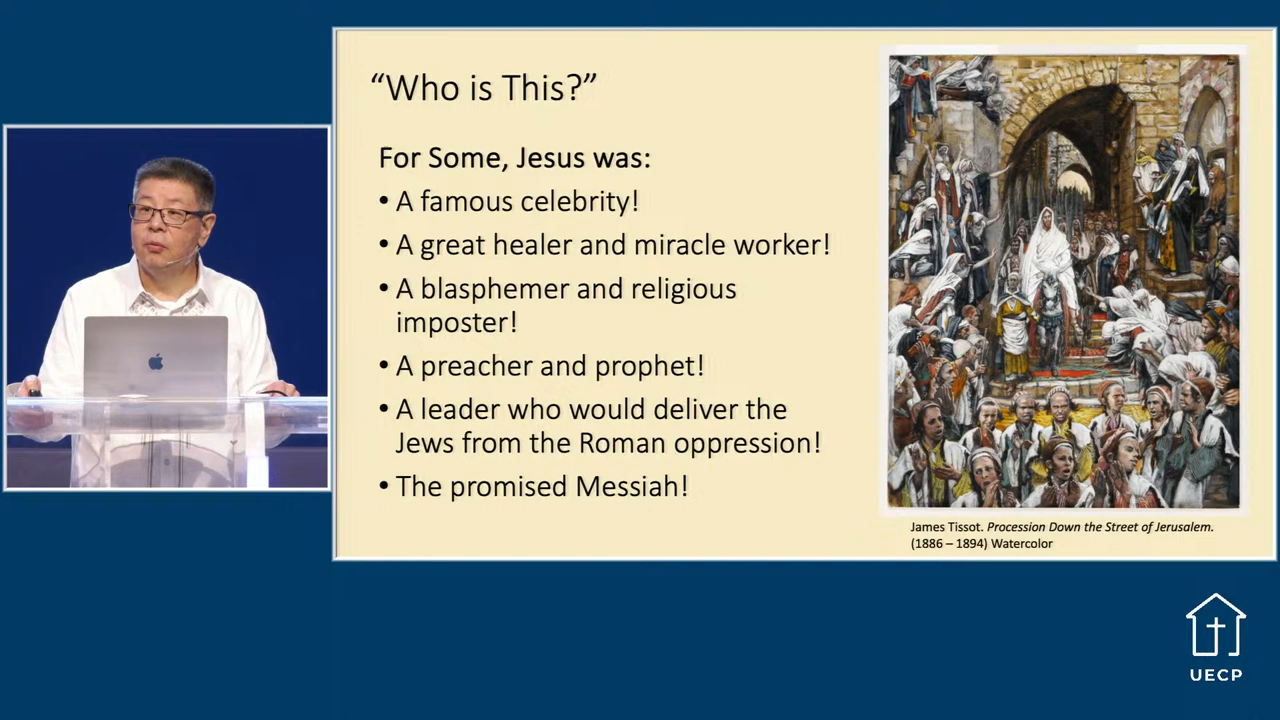 “Who is This?”
For Some, Jesus was:
• A famous celebrity!
• A great healer and miracle worker!
• A blasphemer and religious
imposter!
• A preacher and prophet!
• A leader who would deliver the
Jews from the Roman oppression!
• The promised Messiah!
James Tissot. Procession Down the Street of Jerusalem.
(1886 – 1894) Watercolor
UECP